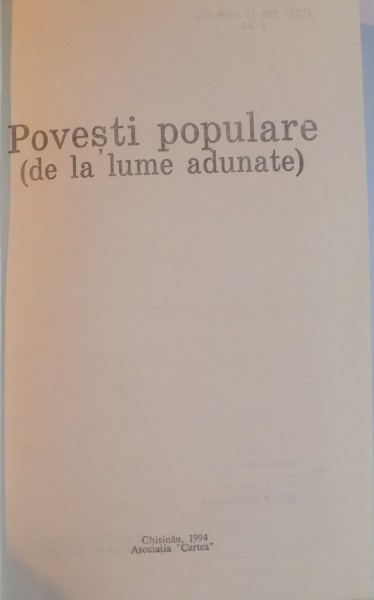 Povești populare
(de la lume adunate)
Chișinău, 1994
Asociația "Cartea"